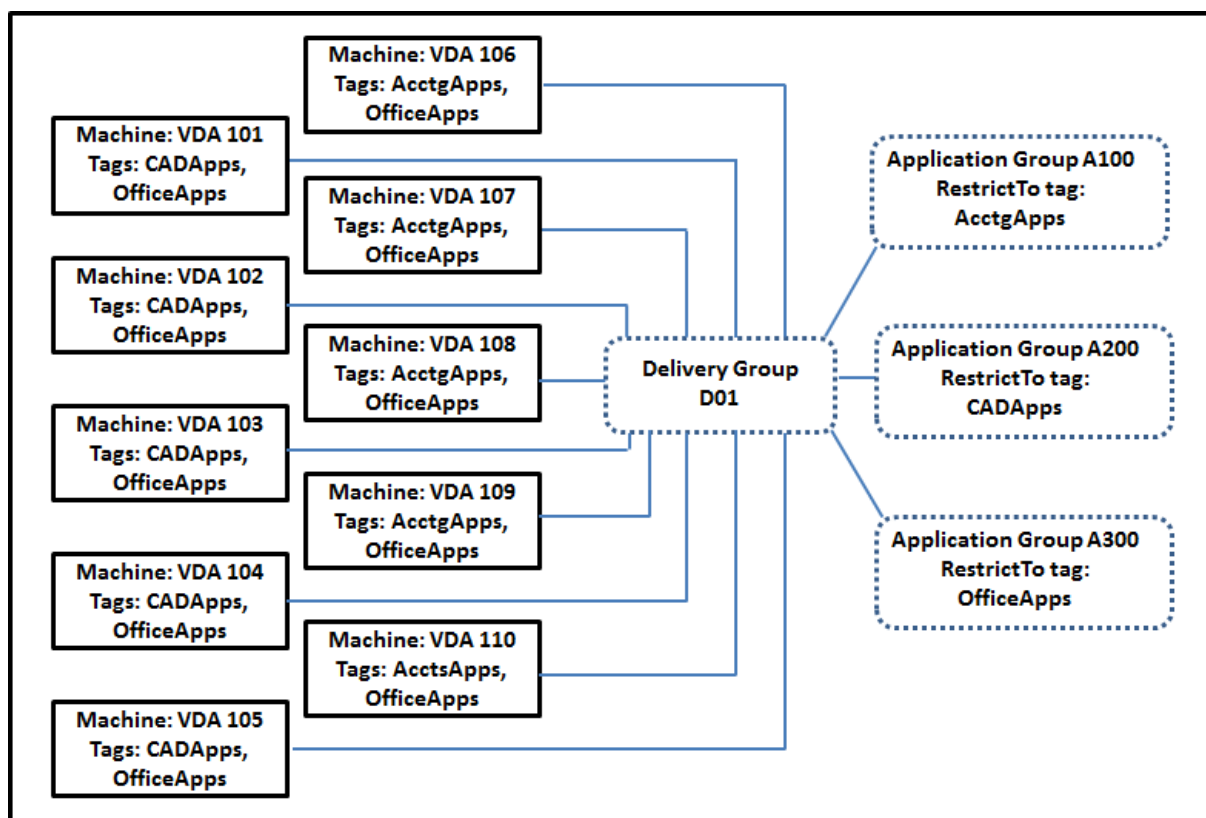 Machine: VDA 106
Tags: AcctgApps,
OfficeApps
Machine: VDA 101
Tags: CADApps,
OfficeApps
Machine: VDA 107
Tags: AcctgApps,
OfficeApps
Machine: VDA 102
Tags: CADApps,
OfficeApps
Machine: VDA 108
Tags: AcctgApps,
OfficeApps
Machine: VDA 103
Tags: CADApps,
OfficeApps
Machine: VDA 109
Tags: AcctgApps,
OfficeApps
Machine: VDA 104
Tags: CADApps,
OfficeApps
Machine: VDA 110
Tags: AcctsApps,
OfficeApps
Machine: VDA 105
Tags: CADApps,
OfficeApps
Delivery Group
D01
Application Group A100
RestrictTo tag:
AcctgApps
Application Group A200
RestrictTo tag:
CADApps
Application Group A300
RestrictTo tag:
OfficeApps